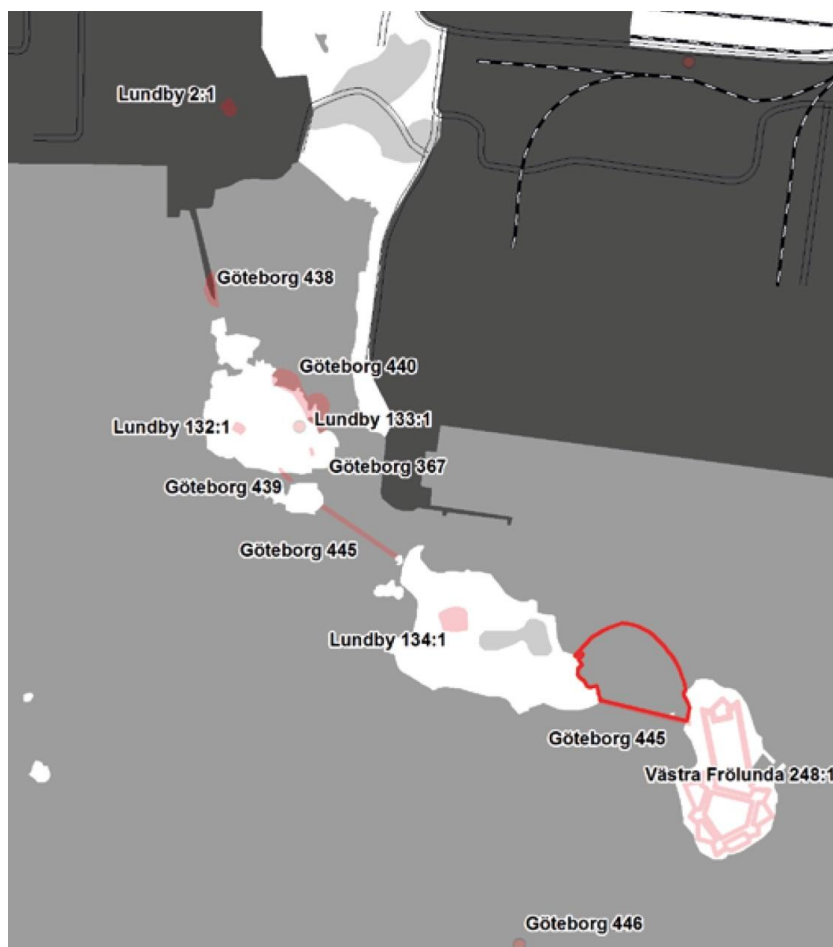 Lundby 2:1
Göteborg 438
Göteborg 440
Lundby 132:1
Lundby 133:1
Göteborg 367
Göteborg 439
Göteborg 445
Lundby 134:1
Göteborg 445
Västra Frölunda 248:1
Göteborg 446